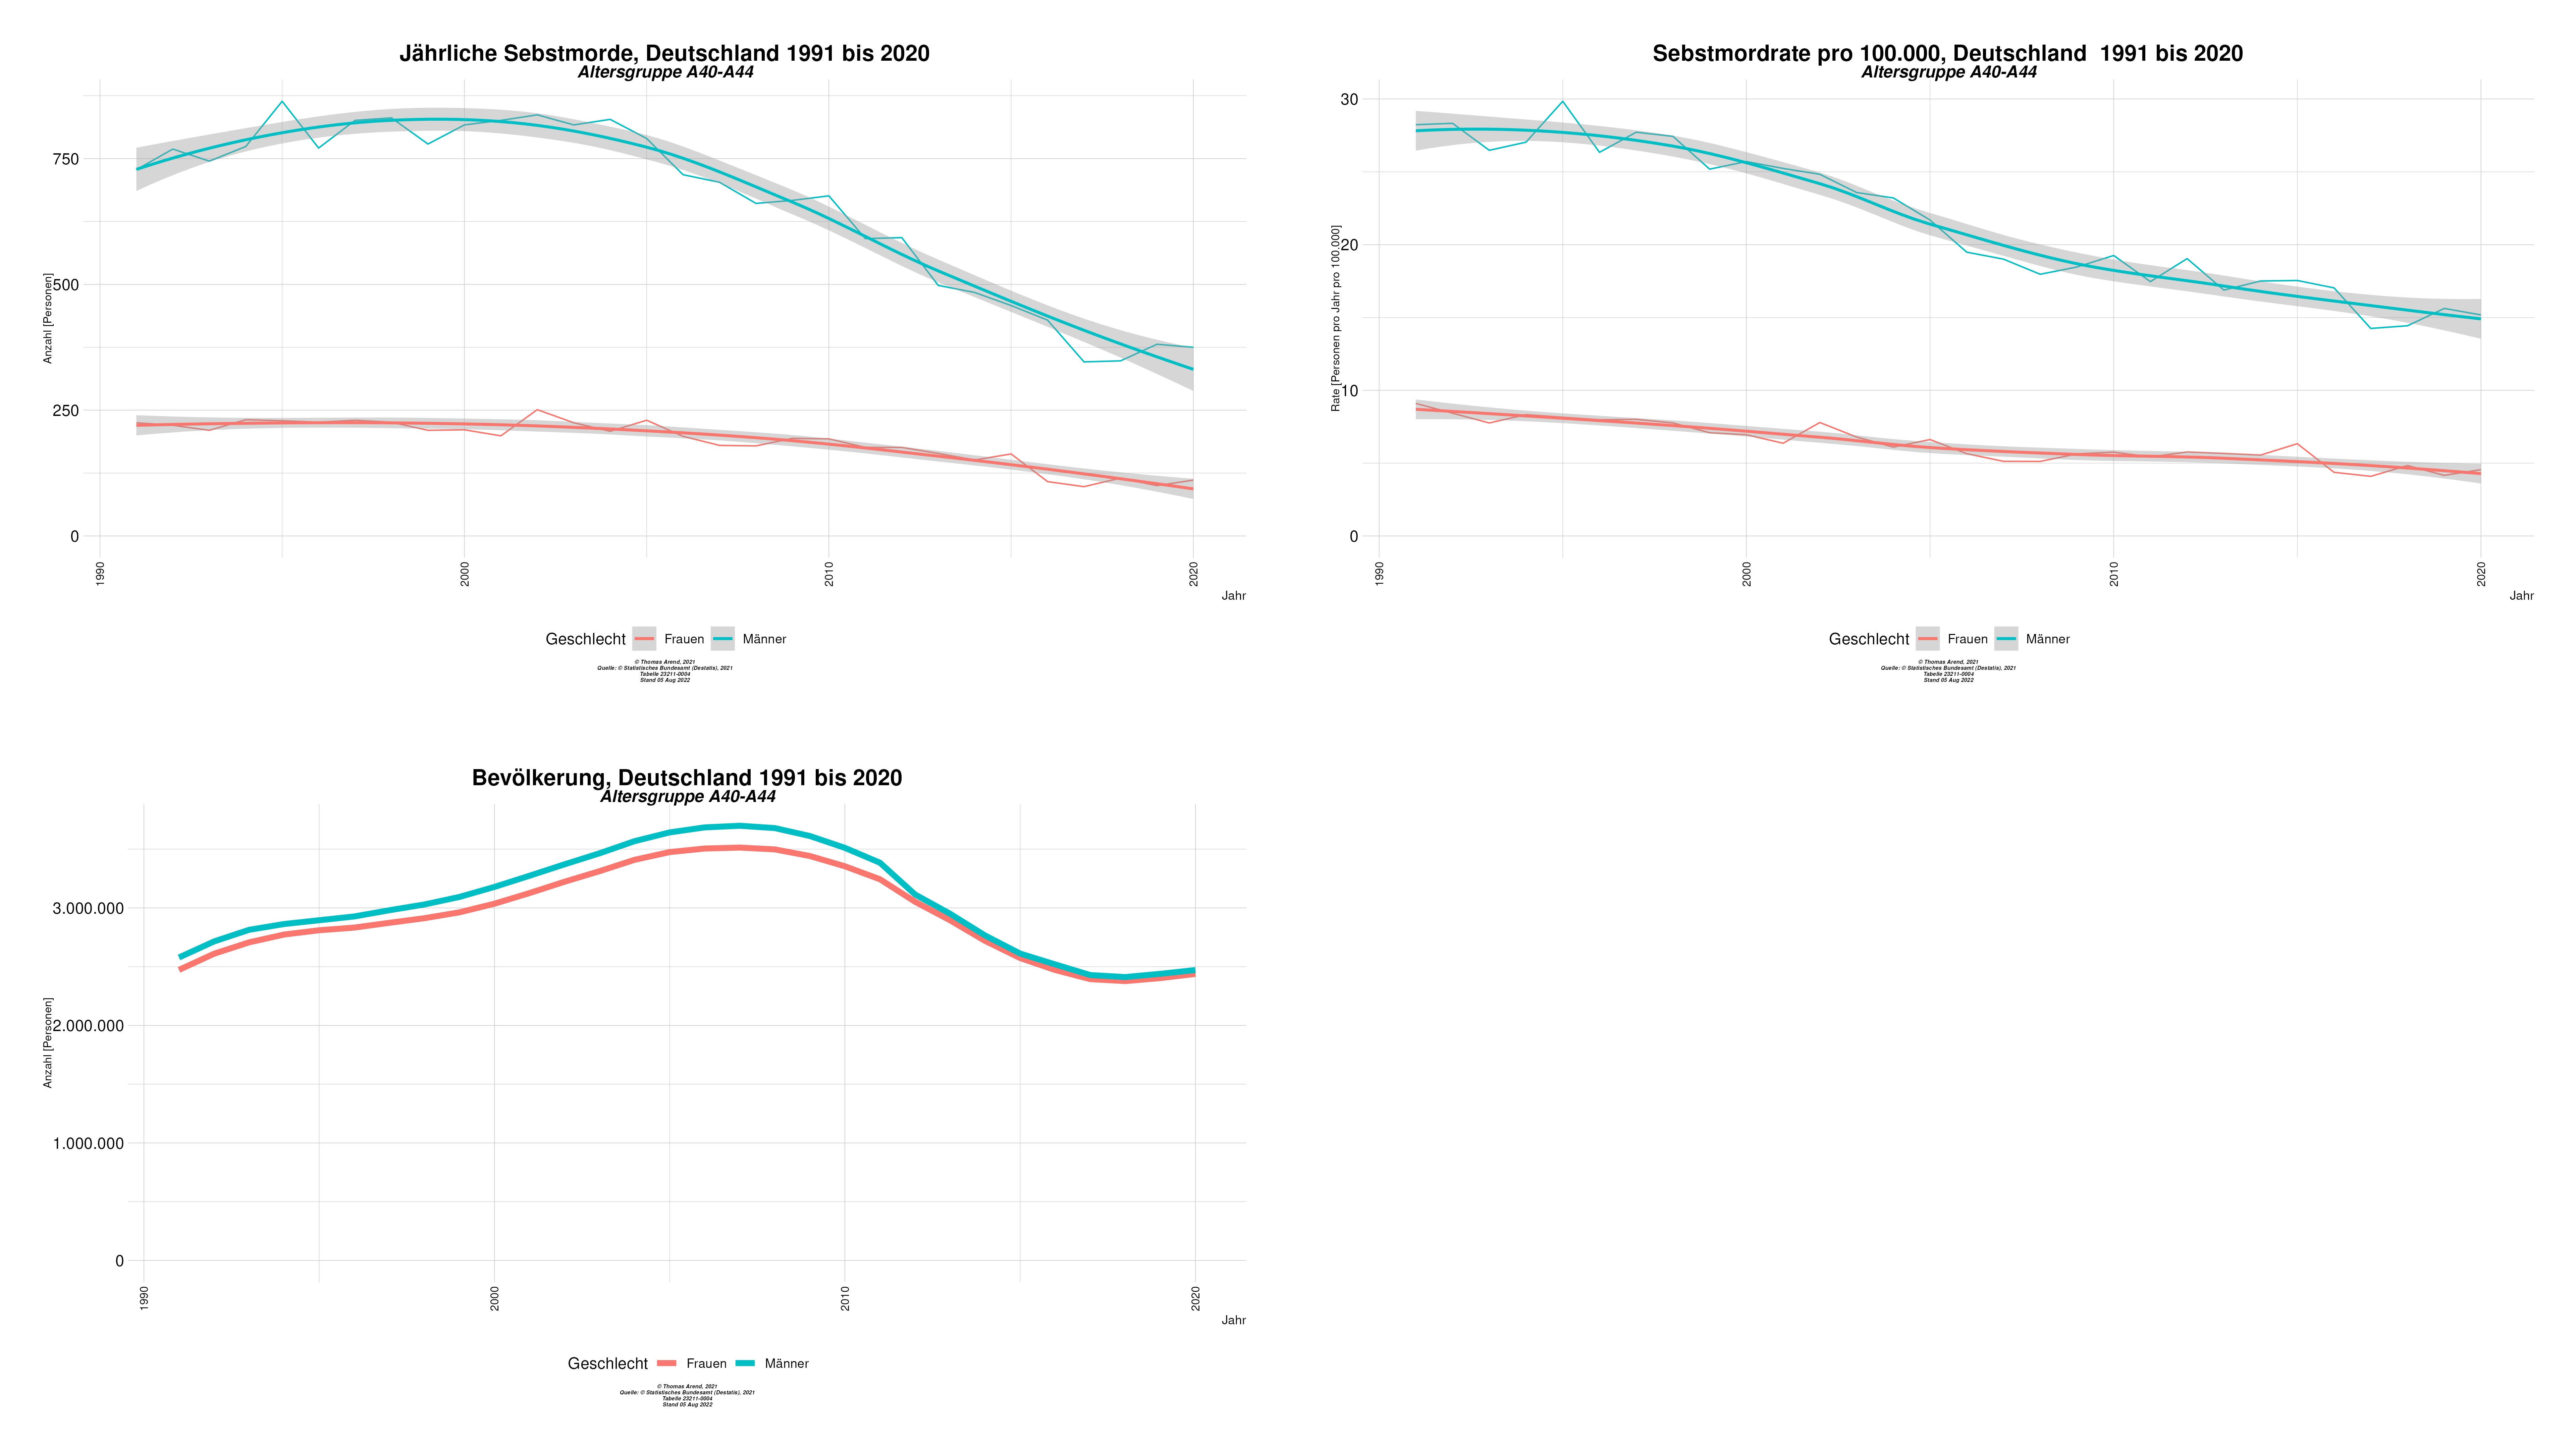 Jährliche Sebstmorde, Deutschland 1991 bis 2020
Altersgruppe A40-A44
Anzahl [Personen]
750
500
250
0
1990
2000
2010
2020
Jahr
Geschlecht Frauen Männer
© Thomas Arend, 2021
Quelle: © Statistisches Bundesamt (Destatis), 2021
Tabelle 23211-0004
Stand 05 Aug 2022
Sebstmordrate pro 100.000, Deutschland  1991 bis 2020
Altersgruppe A40-A44
Rate [Personen pro Jahr pro 100.000]
30
20
10
0
1990
2000
2010
2020
Jahr
Geschlecht Frauen Männer
© Thomas Arend, 2021
Quelle: © Statistisches Bundesamt (Destatis), 2021
Tabelle 23211-0004
Stand 05 Aug 2022
Bevölkerung, Deutschland 1991 bis 2020
Altersgruppe A40-A44
Anzahl [Personen]
3.000.000
2.000.000
1.000.000
0
1990
2000
2010
2020
Jahr
Geschlecht Frauen Männer
© Thomas Arend, 2021
Quelle: © Statistisches Bundesamt (Destatis), 2021
Tabelle 23211-0004
Stand 05 Aug 2022